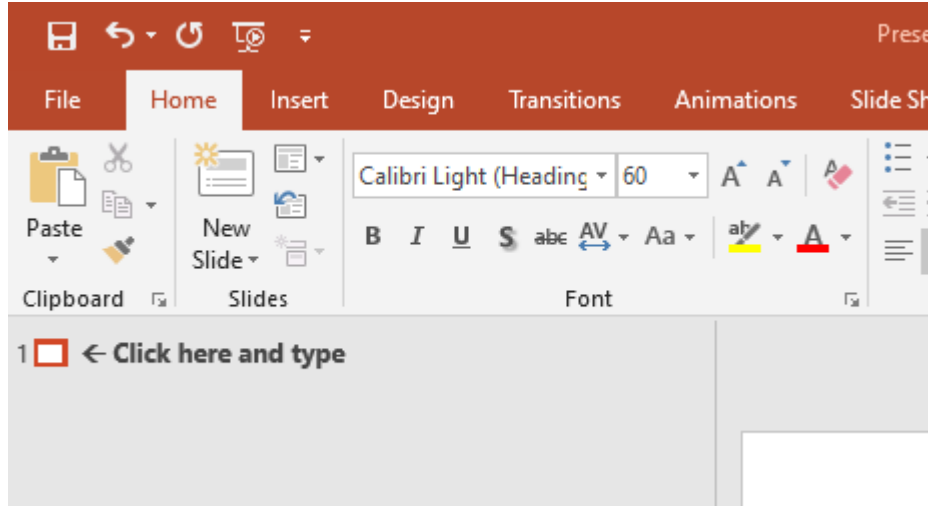 Prese
File Home Insert Design Transitions Animations Slide Sh
Calibri Light (Heading 60 A A A
Paste New Slide B I U S abc AV Aa ab A
Clipboard Slides Font
1 ← Click here and type